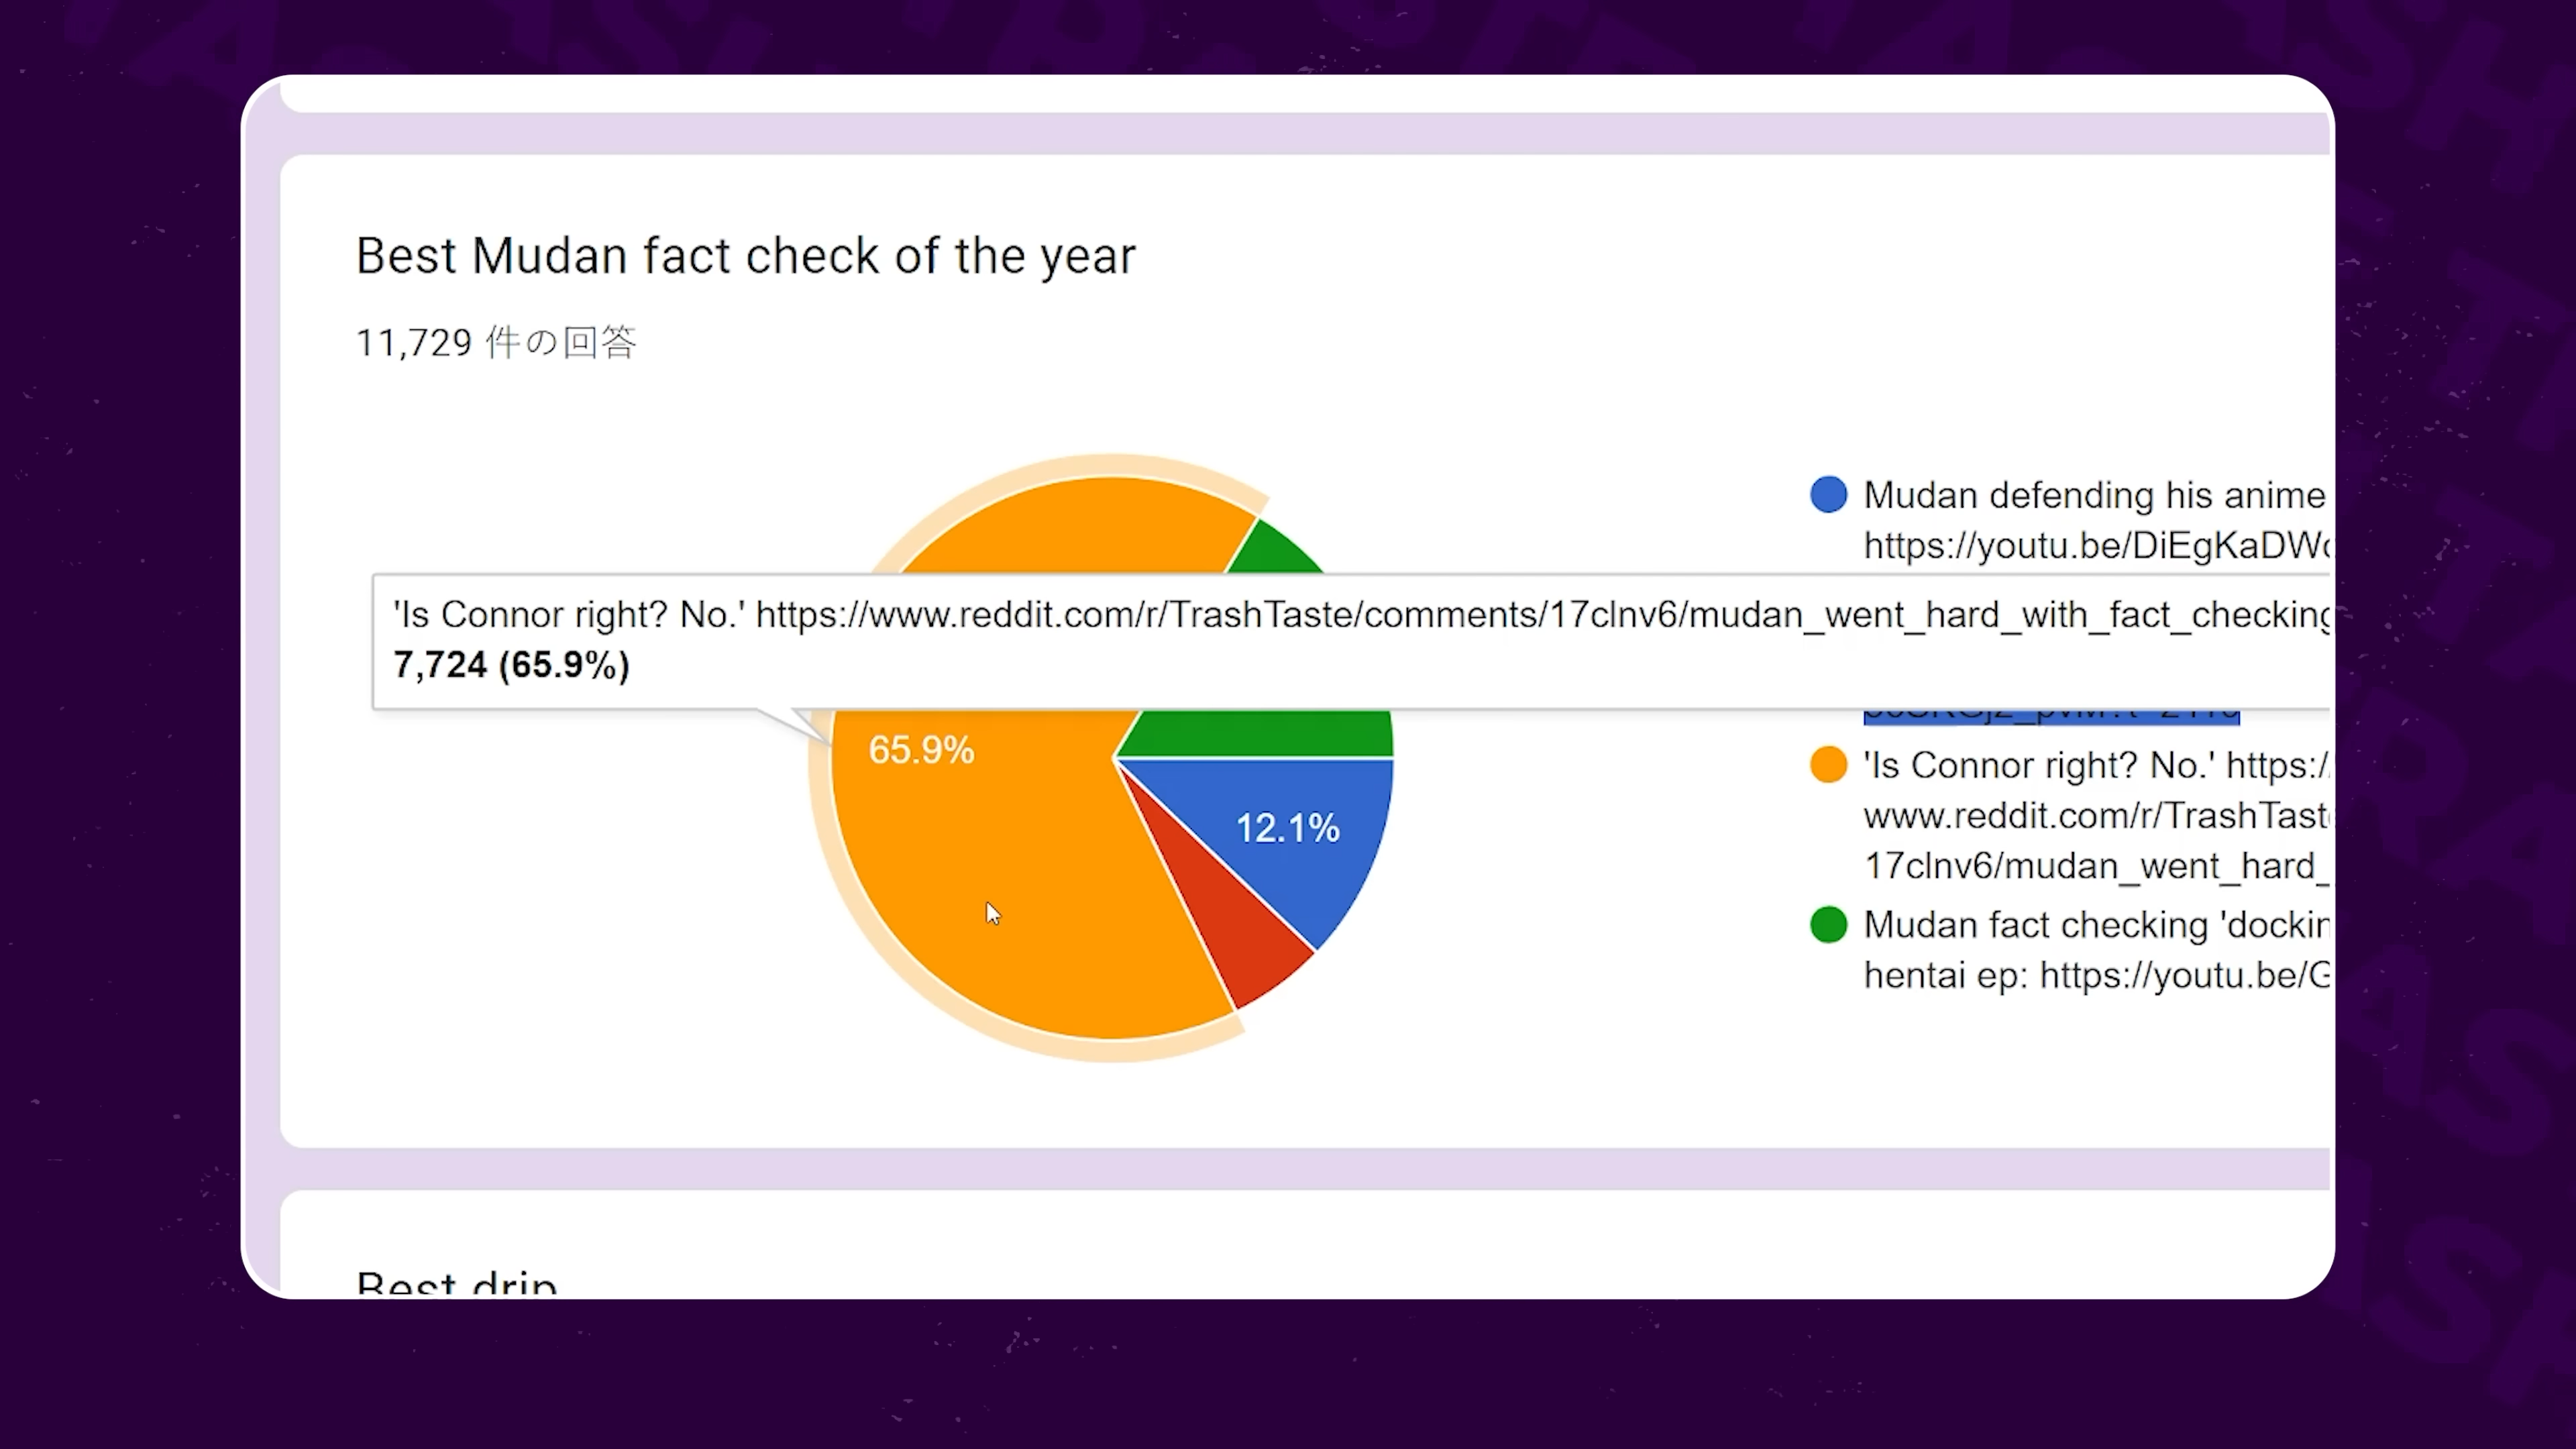 Best Mudan fact check of the year
11,729 件の回答
'Is Connor right? No.' https://www.reddit.com/r/TrashTaste/comments/17clnv6/mudan_went_hard_with_fact_checking
7,724 (65.9%)
65.9%
12.1%
Mudan defending his anime
https://youtu.be/DiEgKaDW
'Is Connor right? No.' https:/
www.reddit.com/r/TrashTast
17clnv6/mudan_went_hard_
Mudan fact checking
hentai ep: https://youtu.be/G
Best drip